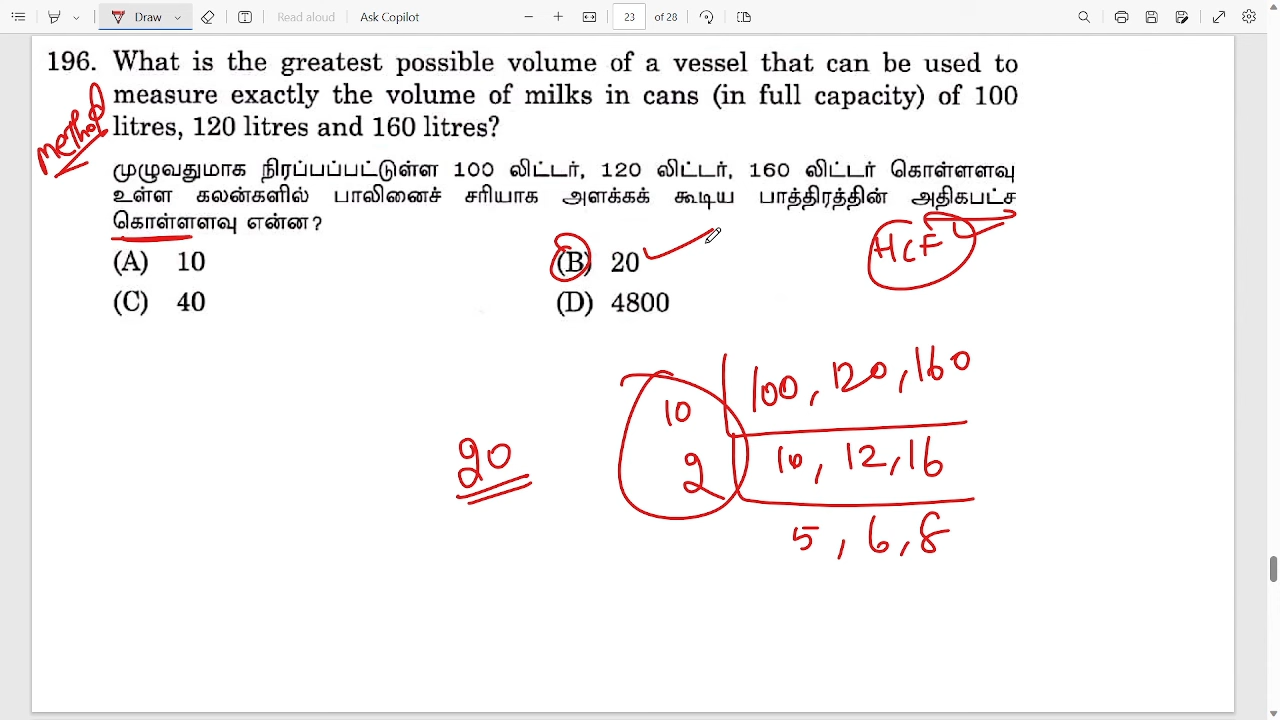 Draw
Read aloud
Ask Copilot
23 of 28
196. What is the greatest possible volume of a vessel that can be used to
measure exactly the volume of milks in cans (in full capacity) of 100
litres, 120 litres and 160 litres?
Method
முழுவதுமாக நிரப்பப்பட்டுள்ள 100 லிட்டர், 120 லிட்டர், 160 லிட்டர் கொள்ளளவு
உள்ள கலன்களில் பாலினைச் சரியாக அளக்கக் கூடிய பாத்திரத்தின் அதிகபட்ச
கொள்ளளவு என்ன?
HCF
(A) 10 (B) 20
(C) 40 (D) 4800
10 100, 120, 160
2 10, 12, 16
5, 6, 8
20